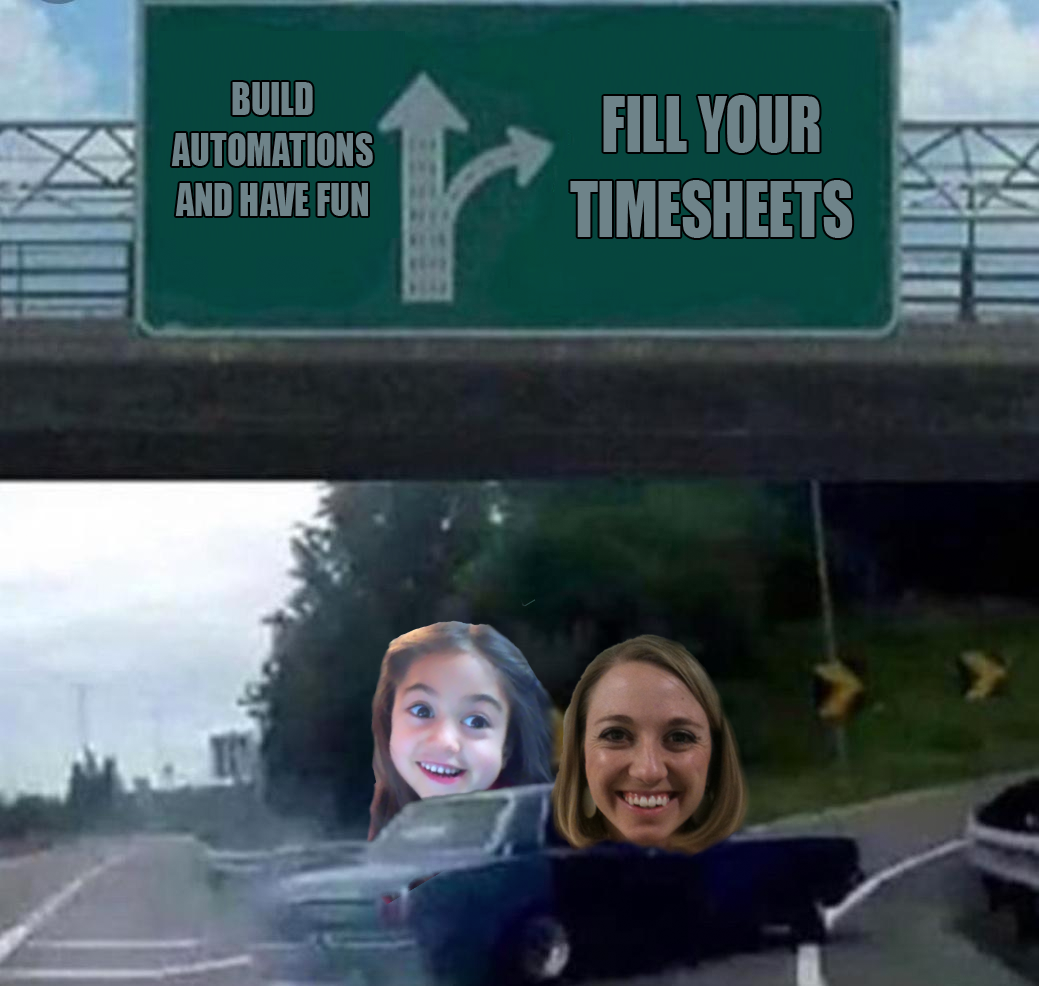 BUILD
AUTOMATIONS
AND HAVE FUN
FILL YOUR
TIMESHEETS